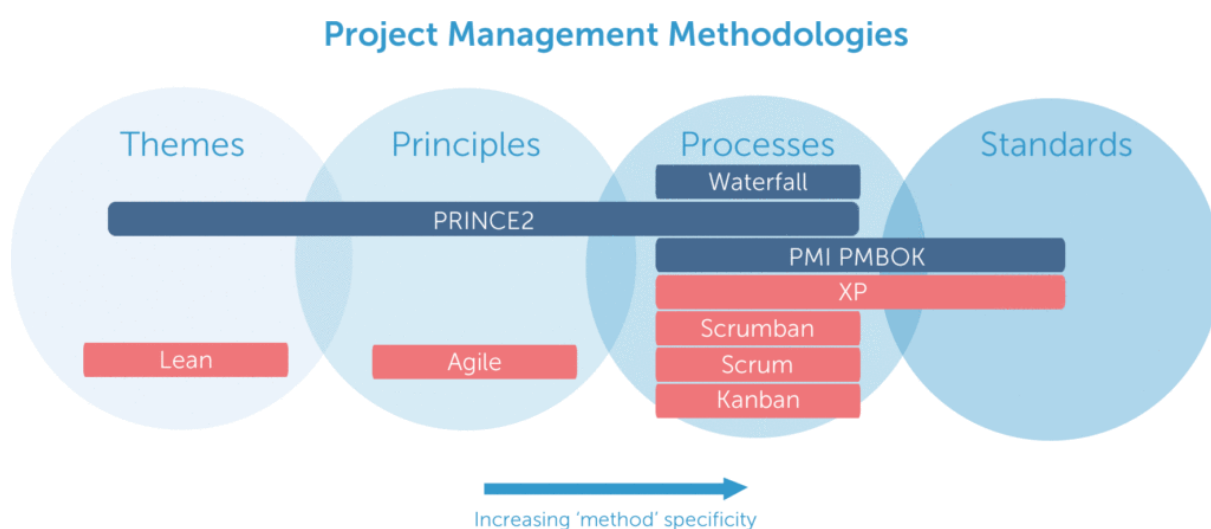 Project Management Methodologies
Themes
Principles
Processes
Standards
Waterfall
PRINCE2
PMI PMBOK
XP
Scrumban
Lean
Agile
Scrum
Kanban
Increasing ‘method’ specificity